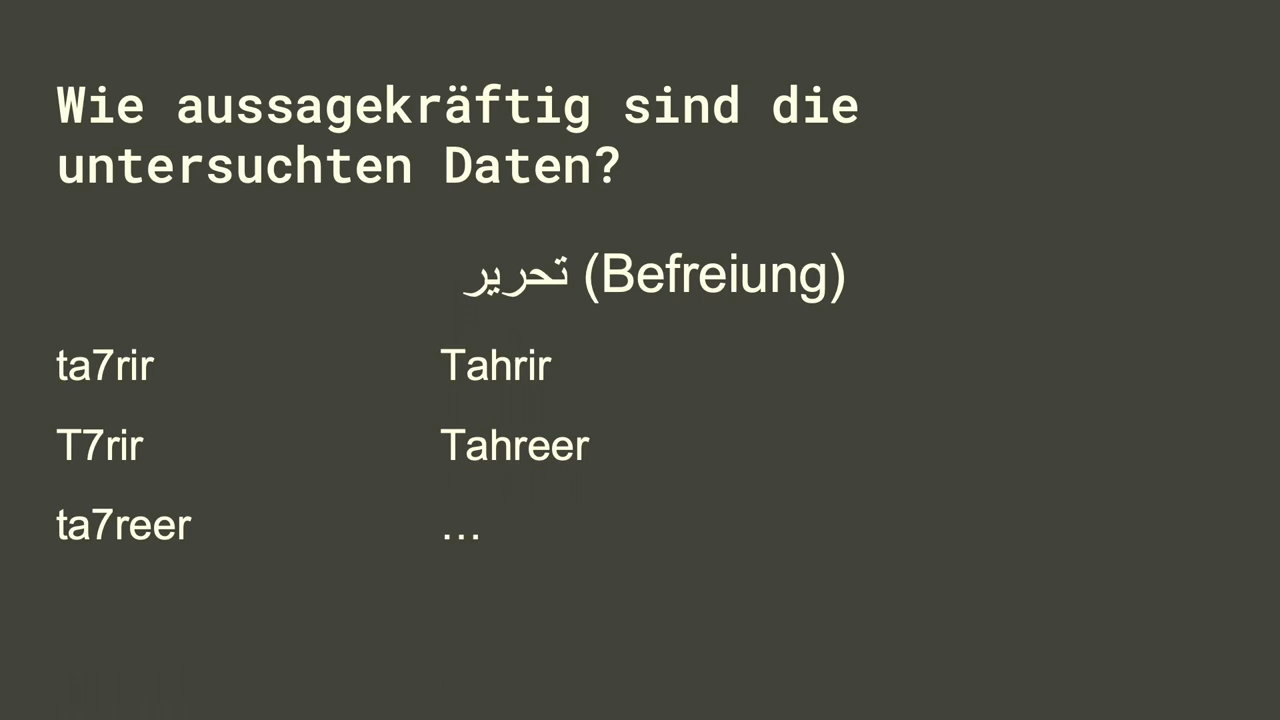 Wie aussagekräftig sind die
untersuchten Daten?
تحرير (Befreiung)
ta7rir
Tahrir
T7rir
Tahreer
ta7reer
…